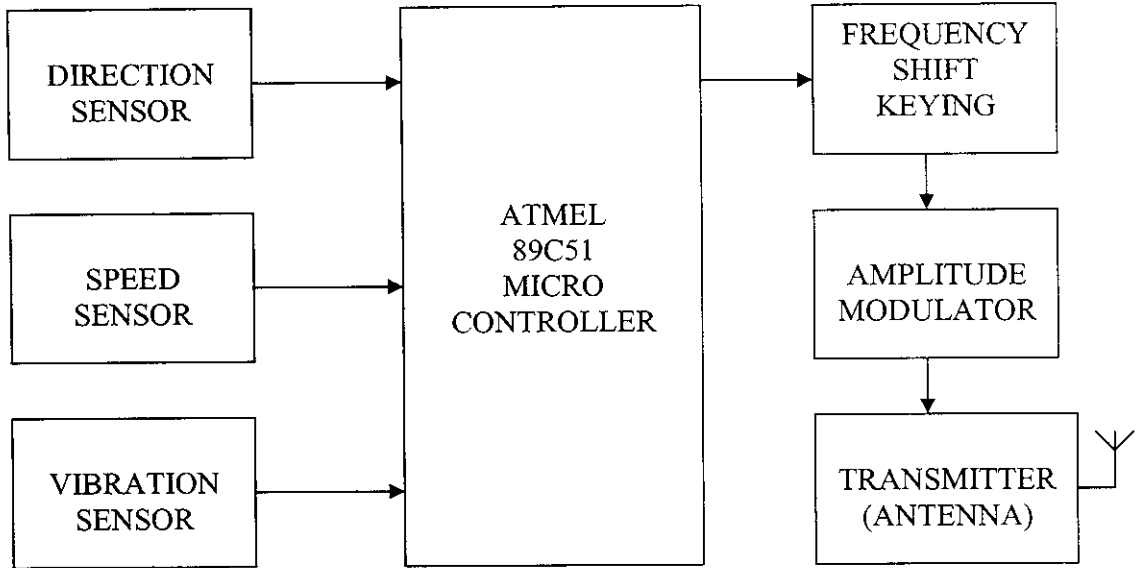 DIRECTION
SENSOR
SPEED
SENSOR
VIBRATION
SENSOR
ATMEL
89C51
MICRO
CONTROLLER
FREQUENCY
SHIFT
KEYING
AMPLITUDE
MODULATOR
TRANSMITTER
(ANTENNA)